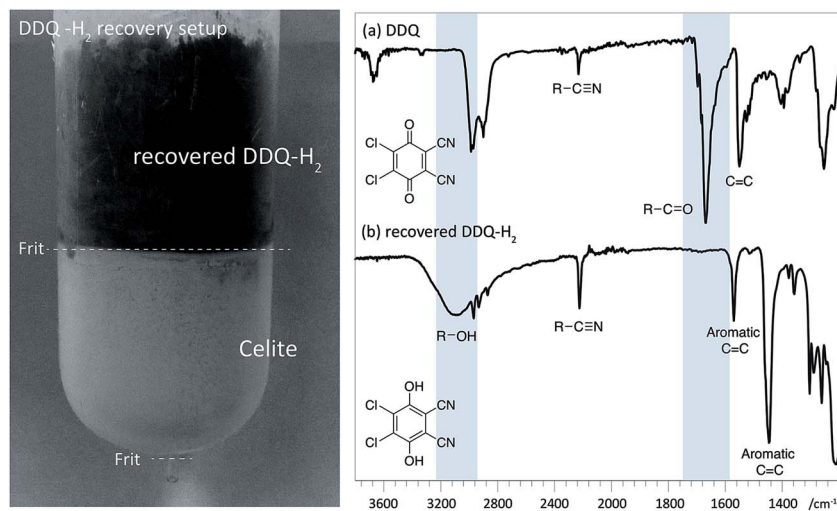 DDQ -H₂ recovery setup
recovered DDQ-H₂
Frit
Celite
Frit
(a) DDQ
R-C≡N
O
Cl
CN
Cl
CN
O
C=C
R-C=O
(b) recovered DDQ-H₂
R-OH
R-C≡N
Aromatic
C=C
OH
Cl
CN
Cl
CN
OH
Aromatic
C=C
3600 3200 2800 2400 2000 1800 1600 1400 /cm⁻¹